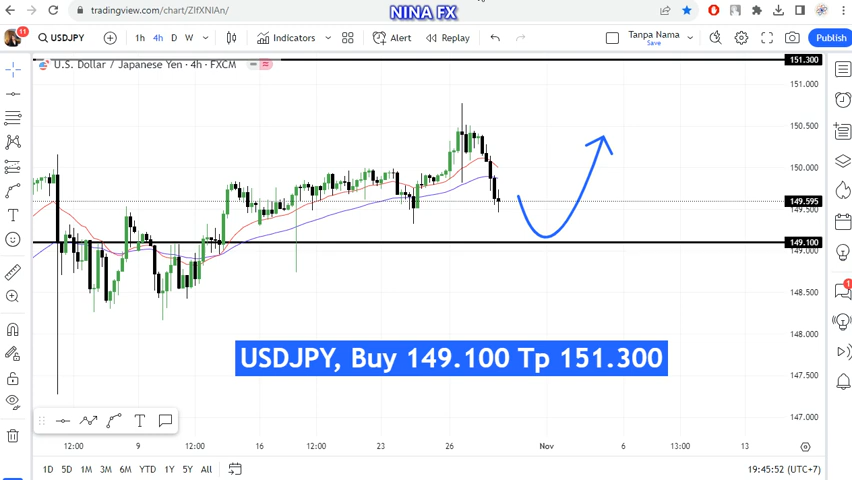 NINA FX
tradingview.com/chart/ZIfXNIAn/
11
USDJPY
1h 4h D W
Indicators
Alert
Replay
Tanpa Nama
Save
Publish
U.S. Dollar / Japanese Yen · 4h · FXCM
151.300
151.000
150.500
150.000
149.595
149.500
149.100
149.000
148.500
148.000
147.500
147.000
USDJPY, Buy 149.100 Tp 151.300
1
12:00 9 12:00 16 12:00 23 26 Nov 6 13:00 13
1D 5D 1M 3M 6M YTD 1Y 5Y All
19:45:52 (UTC+7)